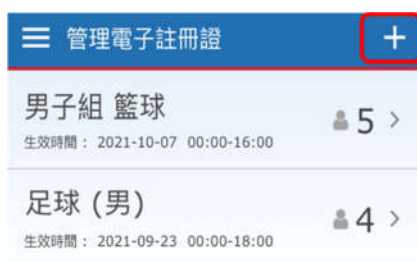 管理電子註冊證
男子組 籃球
5
生效時間： 2021-10-07 00:00-16:00
足球 (男)
4
生效時間： 2021-09-23 00:00-18:00